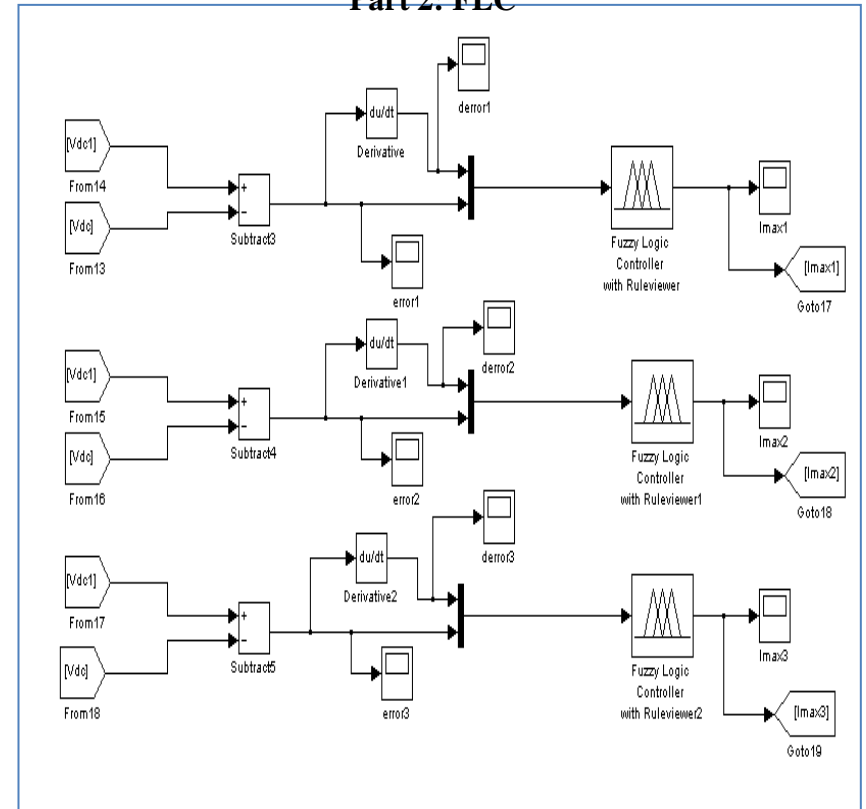 Part 2: FLC
derror1
du/dt
Derivative
[Vdc1]
From14
[Vdc]
From13
+
−
Subtract3
error1
Fuzzy Logic
Controller
with Ruleviewer
Imax1
[Imax1]
Goto17
derror2
du/dt
Derivative1
[Vdc1]
From15
[Vdc]
From16
+
−
Subtract4
error2
Fuzzy Logic
Controller
with Ruleviewer1
Imax2
[Imax2]
Goto18
derror3
du/dt
Derivative2
[Vdc1]
From17
[Vdc]
From18
+
−
Subtract5
error3
Fuzzy Logic
Controller
with Ruleviewer2
Imax3
[Imax3]
Goto19